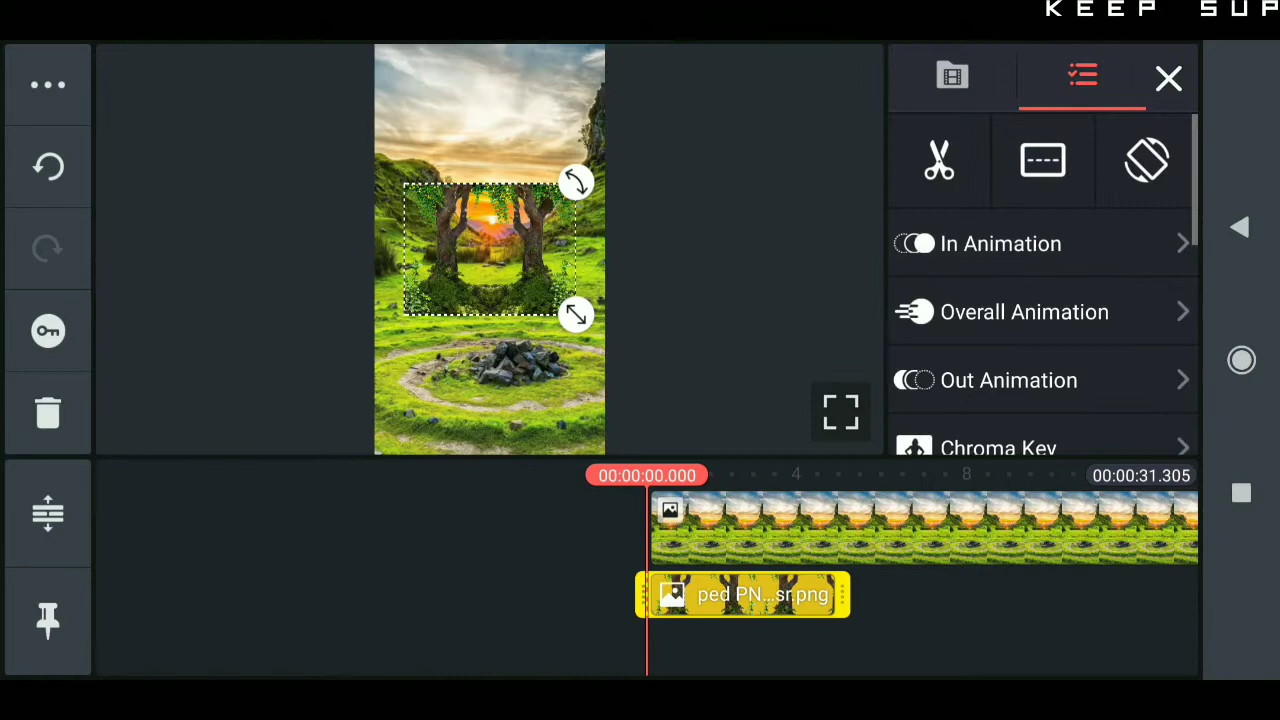 KEEP SUP
In Animation
Overall Animation
Out Animation
Chroma Key
00:00:00.000
4
8
00:00:31.305
ped PN...sr.png